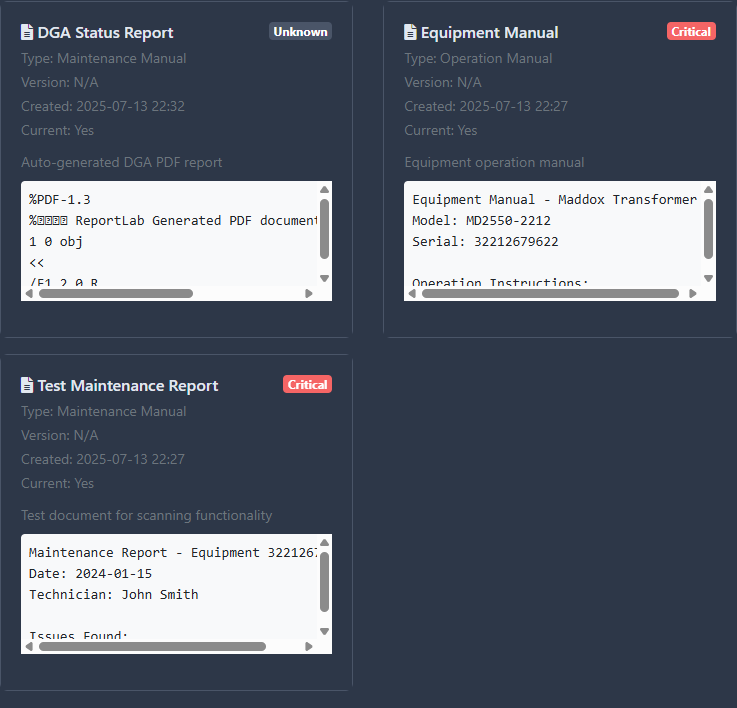 DGA Status Report
Unknown
Type: Maintenance Manual
Version: N/A
Created: 2025-07-13 22:32
Current: Yes
Auto-generated DGA PDF report
%PDF-1.3
% ReportLab Generated PDF document
1 0 obj
<<
/F1 2 0 R
Equipment Manual
Critical
Type: Operation Manual
Version: N/A
Created: 2025-07-13 22:27
Current: Yes
Equipment operation manual
Equipment Manual - Maddox Transformer
Model: MD2550-2212
Serial: 32212679622
Operation Instructions:
Test Maintenance Report
Critical
Type: Maintenance Manual
Version: N/A
Created: 2025-07-13 22:27
Current: Yes
Test document for scanning functionality
Maintenance Report - Equipment 3221267
Date: 2024-01-15
Technician: John Smith
Issues Found: